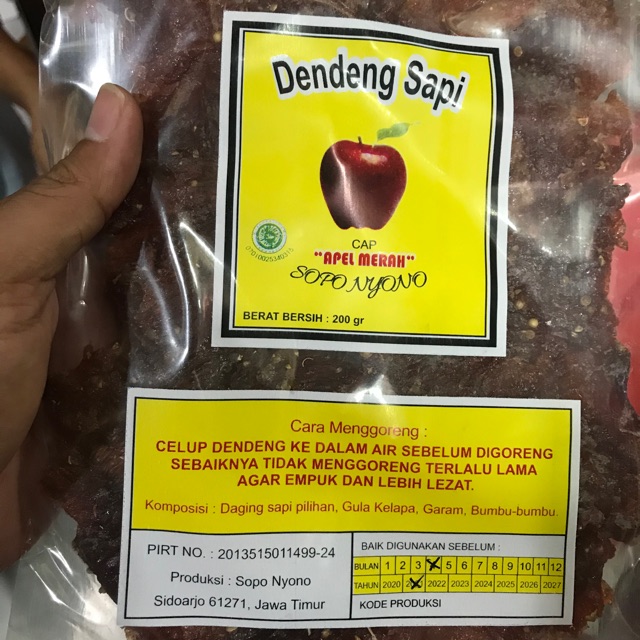 Dendeng Sapi
CAP
"APEL MERAH"
SOPO NYONO
BERAT BERSIH : 200 gr
Cara Menggoreng :
CELUP DENDENG KE DALAM AIR SEBELUM DIGORENG
SEBAIKNYA TIDAK MENGGORENG TERLALU LAMA
AGAR EMPUK DAN LEBIH LEZAT.
Komposisi : Daging sapi pilihan, Gula Kelapa, Garam, Bumbu-bumbu.
PIRT NO. : 2013515011499-24
Produksi : Sopo Nyono
Sidoarjo 61271, Jawa Timur
BAIK DIGUNAKAN SEBELUM :
BULAN 1 2 3 4 5 6 7 8 9 10 11 12
TAHUN 2020 2021 2022 2023 2024 2025 2026 2027
KODE PRODUKSI